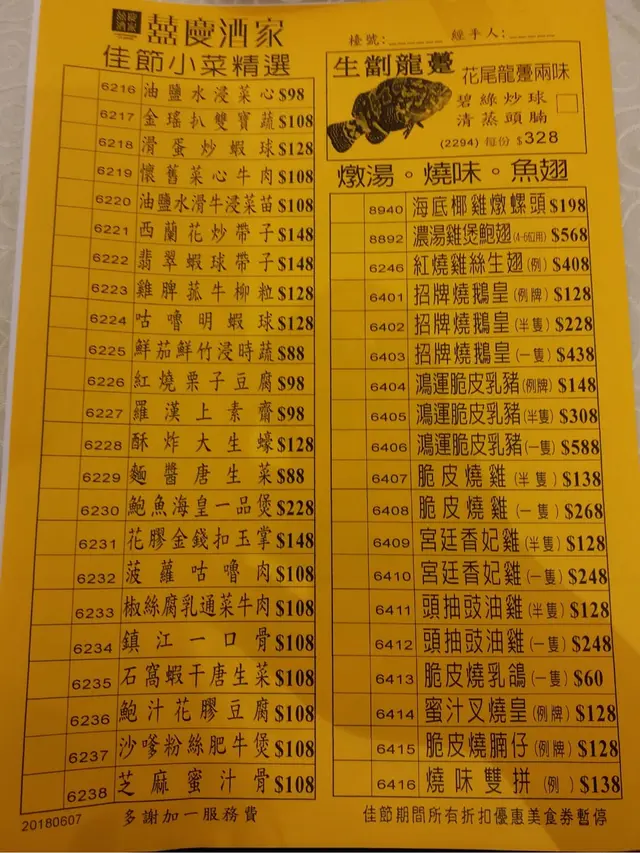 囍慶酒家
囍慶酒家
佳節小菜精選
6216 油鹽水浸菜心 $98
6217 金瑤扒雙寶蔬 $108
6218 滑蛋炒蝦球 $128
6219 懷舊菜心牛肉 $108
6220 油鹽水滑牛浸菜苗 $108
6221 西蘭花炒帶子 $148
6222 翡翠蝦球帶子 $148
6223 雞脾菰牛柳粒 $128
6224 咕嚕明蝦球 $128
6225 鮮茄鮮竹浸時蔬 $88
6226 紅燒栗子豆腐 $98
6227 羅漢上素齋 $98
6228 酥炸大生蠔 $128
6229 麵醬唐生菜 $88
6230 鮑魚海皇一品煲 $228
6231 花膠金錢扣玉掌 $148
6232 菠蘿咕嚕肉 $108
6233 椒絲腐乳通菜牛肉 $108
6234 鎮江一口骨 $108
6235 石窩蝦干唐生菜 $108
6236 鮑汁花膠豆腐 $108
6237 沙嗲粉絲肥牛煲 $108
6238 芝麻蜜汁骨 $108
20180607 多謝加一服務費
檯號:______ 經手人:______
生劏龍躉 花尾龍躉兩味
碧綠炒球
清蒸頭腩
(2294) 每份 $328
燉湯。燒味。魚翅
8940 海底椰雞燉螺頭 $198
8892 濃湯雞煲鮑翅(4-6位用) $568
6246 紅燒雞絲生翅(例) $408
6401 招牌燒鵝皇(例牌) $128
6402 招牌燒鵝皇(半隻) $228
6403 招牌燒鵝皇(一隻) $438
6404 鴻運脆皮乳豬(例牌) $148
6405 鴻運脆皮乳豬(半隻) $308
6406 鴻運脆皮乳豬(一隻) $588
6407 脆皮燒雞(半隻) $138
6408 脆皮燒雞(一隻) $268
6409 宮廷香妃雞(半隻) $128
6410 宮廷香妃雞(一隻) $248
6411 頭抽豉油雞(半隻) $128
6412 頭抽豉油雞(一隻) $248
6413 脆皮燒乳鴿(一隻) $60
6414 蜜汁叉燒皇(例牌) $128
6415 脆皮燒腩仔(例牌) $128
6416 燒味雙拼(例) $138
佳節期間所有折扣優惠美食券暫停